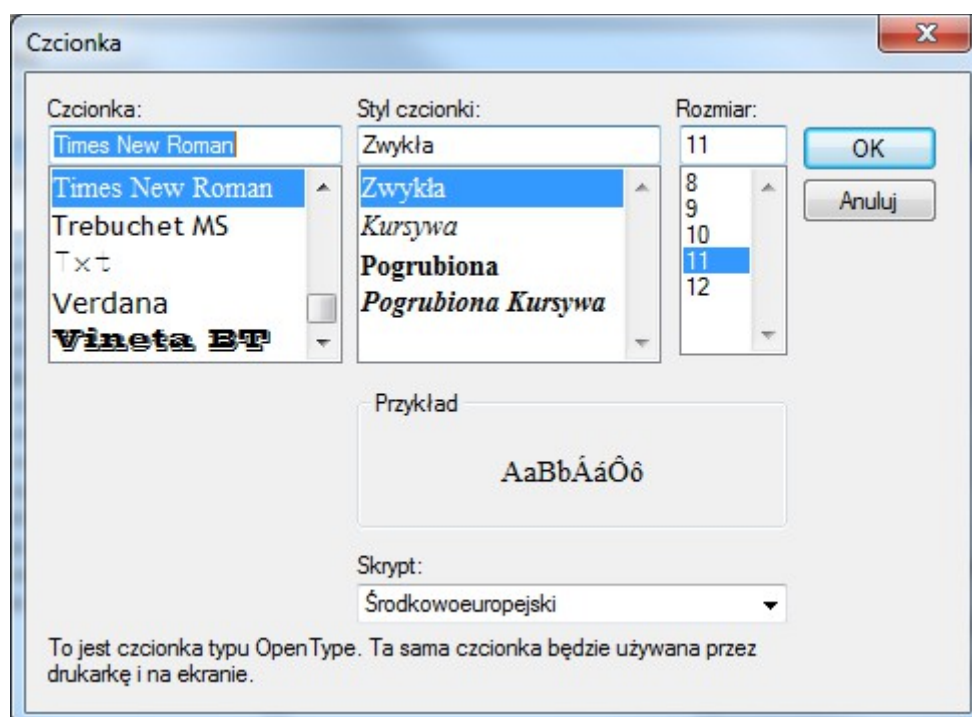 Czcionka
Czcionka:
Times New Roman
Times New Roman
Trebuchet MS
Txt
Verdana
Vineta BT
Styl czcionki:
Zwykła
Zwykła
Kursywa
Pogrubiona
Pogrubiona Kursywa
Rozmiar:
11
8
9
10
11
12
OK
Anuluj
Przykład
AaBbÁáÔô
Skrypt:
Środkowoeuropejski
To jest czcionka typu OpenType. Ta sama czcionka będzie używana przez
drukarkę i na ekranie.